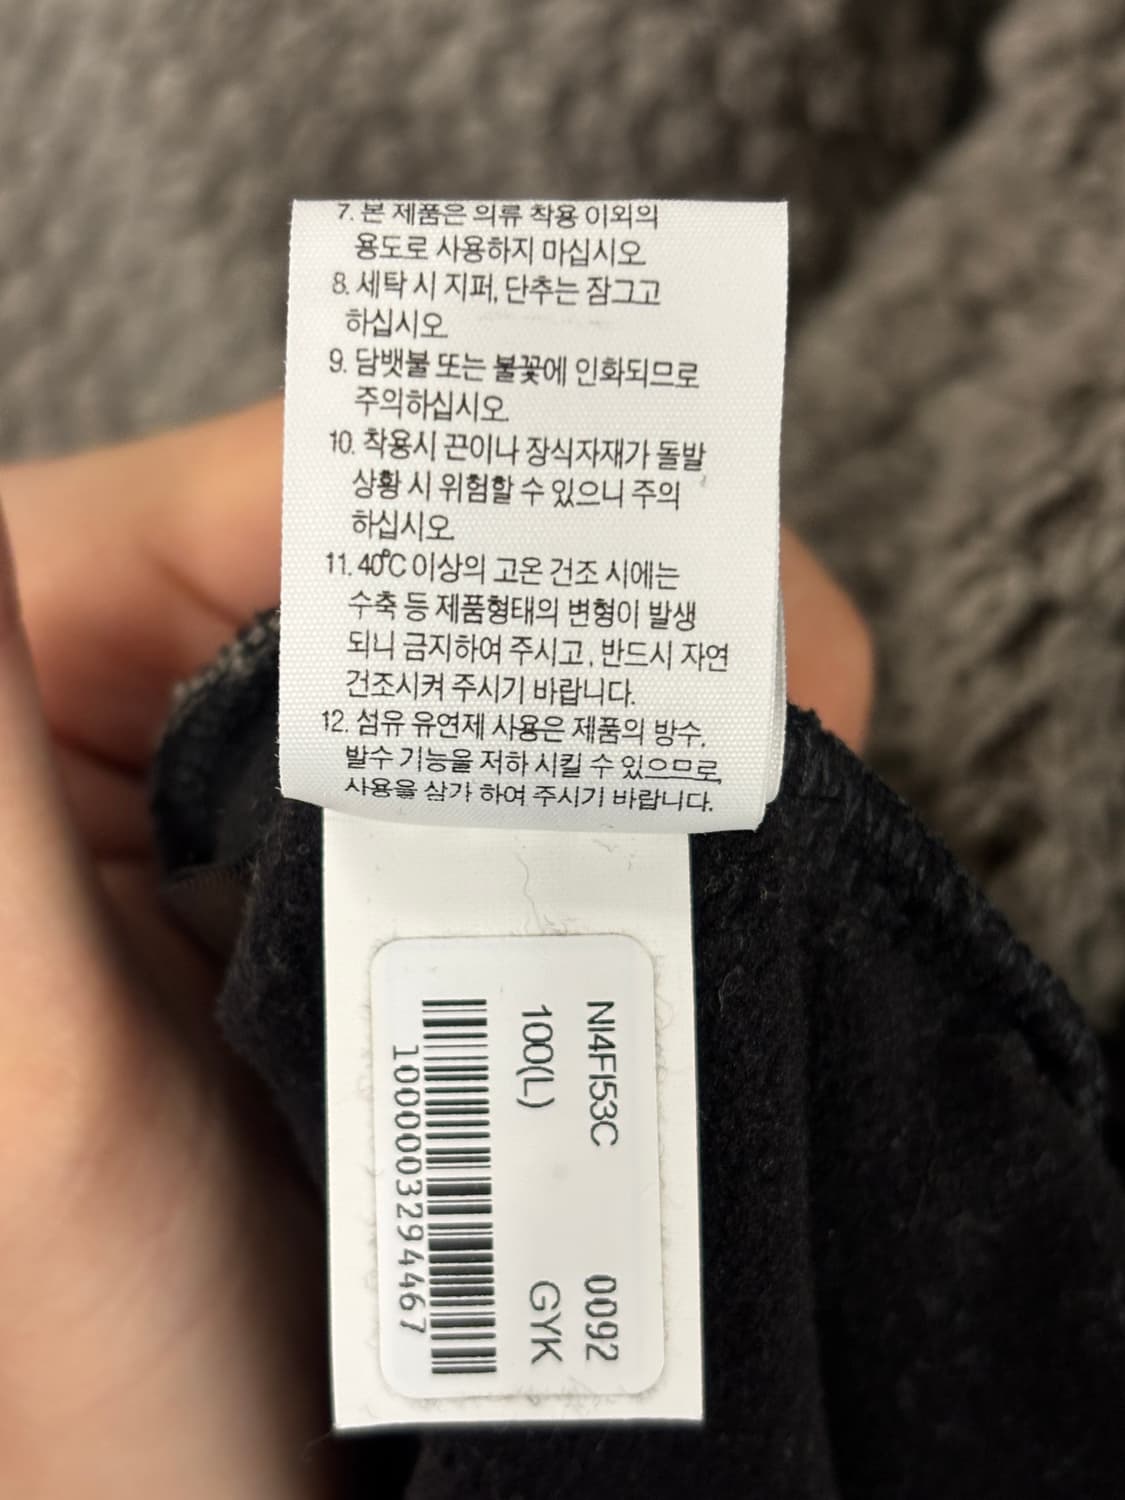 7. 본 제품은 의류 착용 이외의
용도로 사용하지 마십시오.
8. 세탁 시 지퍼, 단추는 잠그고
하십시오.
9. 담뱃불 또는 불꽃에 인화되므로
주의하십시오.
10. 착용시 끈이나 장식자재가 돌발
상황 시 위험할 수 있으니 주의
하십시오.
11. 40℃ 이상의 고온 건조 시에는
수축 등 제품형태의 변형이 발생
되니 금지하여 주시고, 반드시 자연
건조시켜 주시기 바랍니다.
12. 섬유 유연제 사용은 제품의 방수,
발수 기능을 저하 시킬 수 있으므로,
사용을 삼가 하여 주시기 바랍니다.
NI4FI53C 0092
100(L) GYK
1000003294467